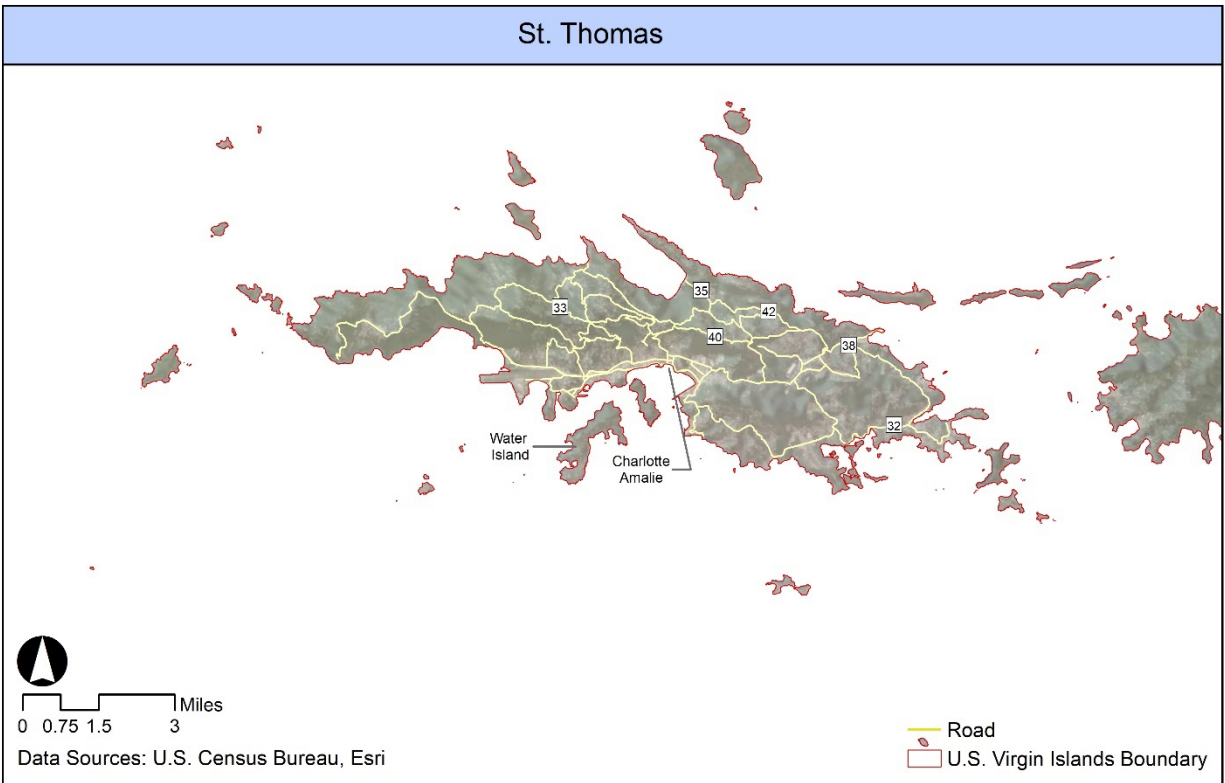 St. Thomas
35
33
42
40
38
32
Water
Island
Charlotte
Amalie
Miles
0 0.75 1.5 3
Data Sources: U.S. Census Bureau, Esri
Road
U.S. Virgin Islands Boundary